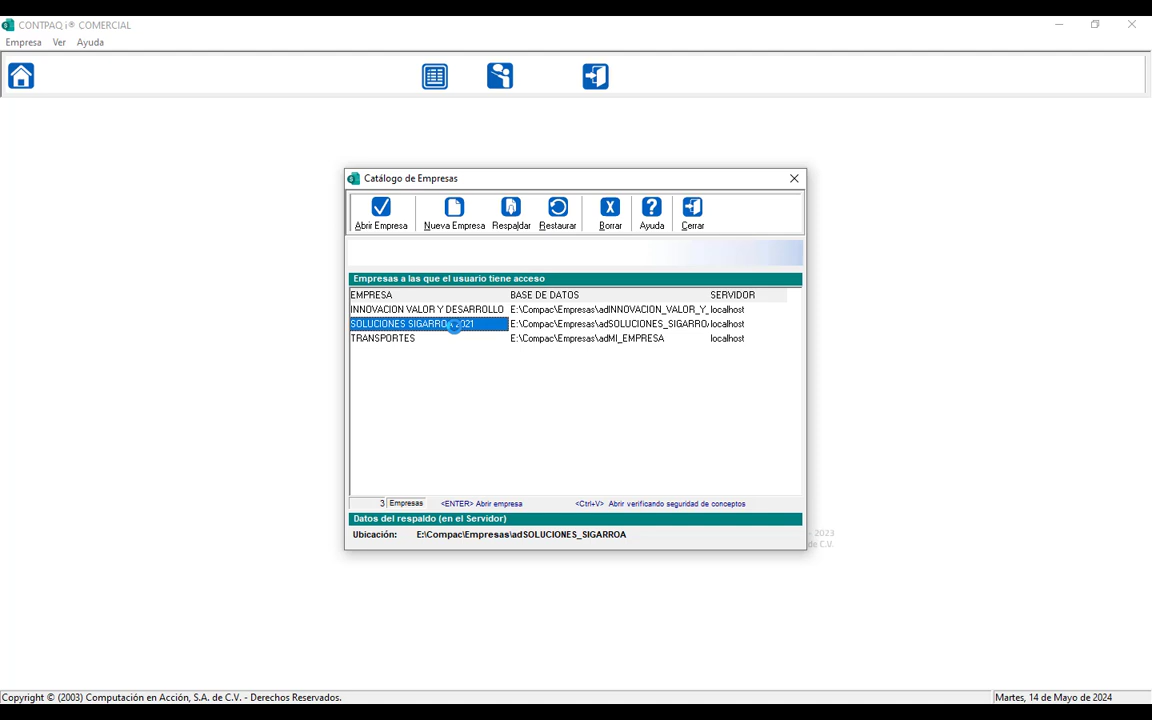 CONTPAQ i® COMERCIAL
Empresa Ver Ayuda
Catálogo de Empresas
Abrir Empresa Nueva Empresa Respaldar Restaurar Borrar Ayuda Cerrar
Empresas a las que el usuario tiene acceso
EMPRESA BASE DE DATOS SERVIDOR
INNOVACION VALOR Y DESARROLLO E:\Compac\Empresas\adINNOVACION_VALOR_Y_ localhost
SOLUCIONES SIGARROA 2021 E:\Compac\Empresas\adSOLUCIONES_SIGARRO localhost
TRANSPORTES E:\Compac\Empresas\adMI_EMPRESA localhost
3 Empresas <ENTER> Abrir empresa <Ctrl+V> Abrir verificando seguridad de conceptos
Datos del respaldo (en el Servidor)
Ubicación: E:\Compac\Empresas\adSOLUCIONES_SIGARROA
- 2023
de C.V.
Copyright © (2003) Computación en Acción, S.A. de C.V. - Derechos Reservados. Martes, 14 de Mayo de 2024